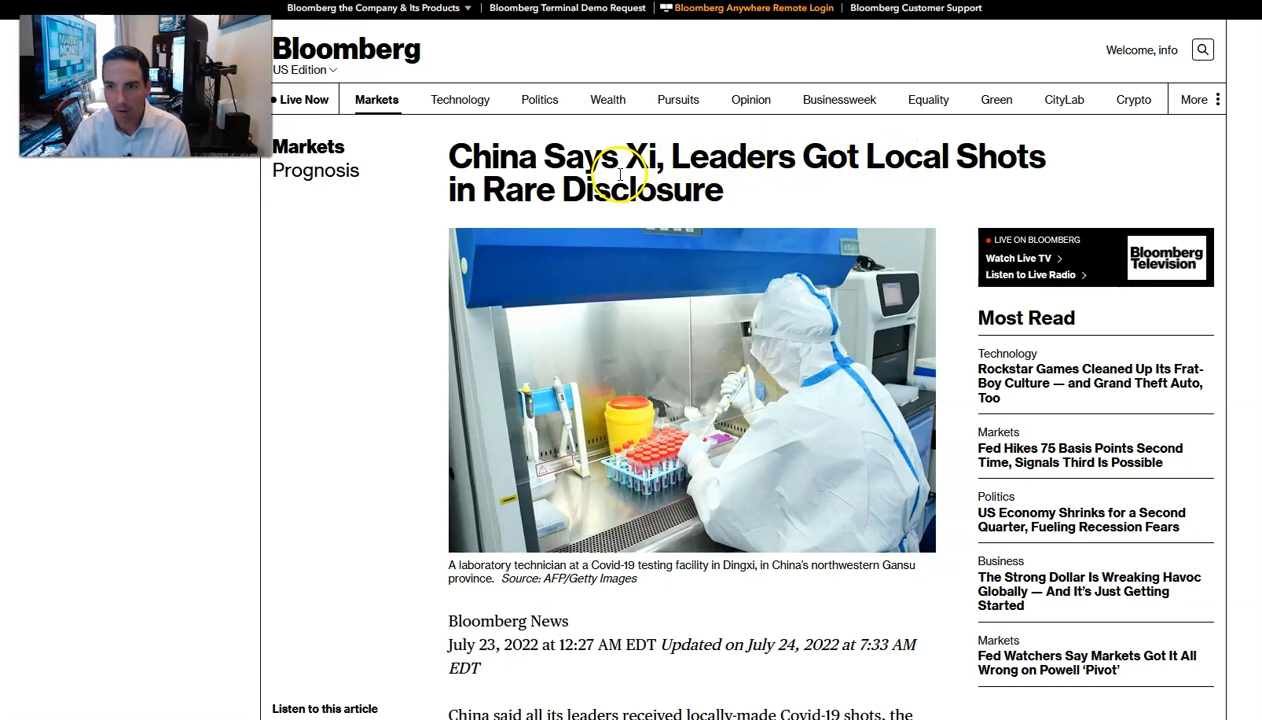 Bloomberg the Company & Its Products
Bloomberg Terminal Demo Request
Bloomberg Anywhere Remote Login
Bloomberg Customer Support
Bloomberg
US Edition
Welcome, info
Live Now
Markets
Technology
Politics
Wealth
Pursuits
Opinion
Businessweek
Equality
Green
CityLab
Crypto
More
Markets
Prognosis
China Says Xi, Leaders Got Local Shots
in Rare Disclosure
A laboratory technician at a Covid-19 testing facility in Dingxi, in China's northwestern Gansu
province. Source: AFP/Getty Images
Bloomberg News
July 23, 2022 at 12:27 AM EDT Updated on July 24, 2022 at 7:33 AM
EDT
Listen to this article
China said all its leaders received locally-made Covid-19 shots, the
LIVE ON BLOOMBERG
Watch Live TV
Listen to Live Radio
Bloomberg
Television
Most Read
Technology
Rockstar Games Cleaned Up Its Frat-
Boy Culture — and Grand Theft Auto,
Too
Markets
Fed Hikes 75 Basis Points Second
Time, Signals Third Is Possible
Politics
US Economy Shrinks for a Second
Quarter, Fueling Recession Fears
Business
The Strong Dollar Is Wreaking Havoc
Globally — And It's Just Getting
Started
Markets
Fed Watchers Say Markets Got It All
Wrong on Powell 'Pivot'